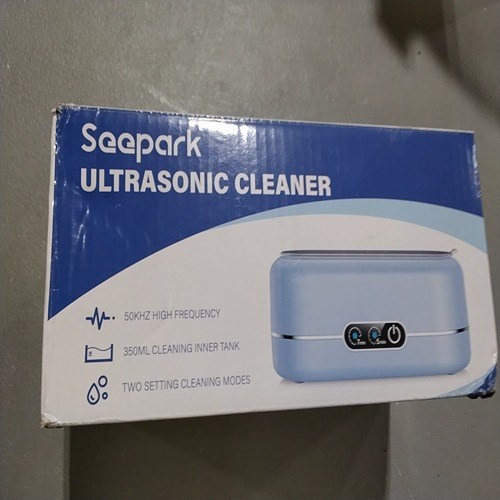 Seepark
ULTRASONIC CLEANER
50KHZ HIGH FREQUENCY
350ML CLEANING INNER TANK
TWO SETTING CLEANING MODES